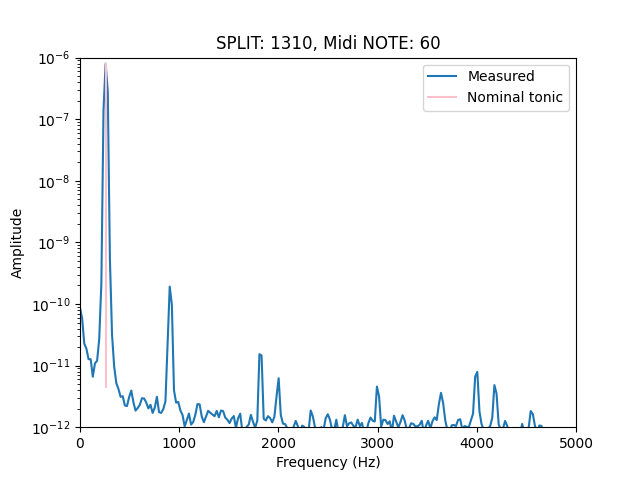 SPLIT: 1310, Midi NOTE: 60
Measured
Nominal tonic
Amplitude
10⁻⁶
10⁻⁷
10⁻⁸
10⁻⁹
10⁻¹⁰
10⁻¹¹
10⁻¹²
0 1000 2000 3000 4000 5000
Frequency (Hz)